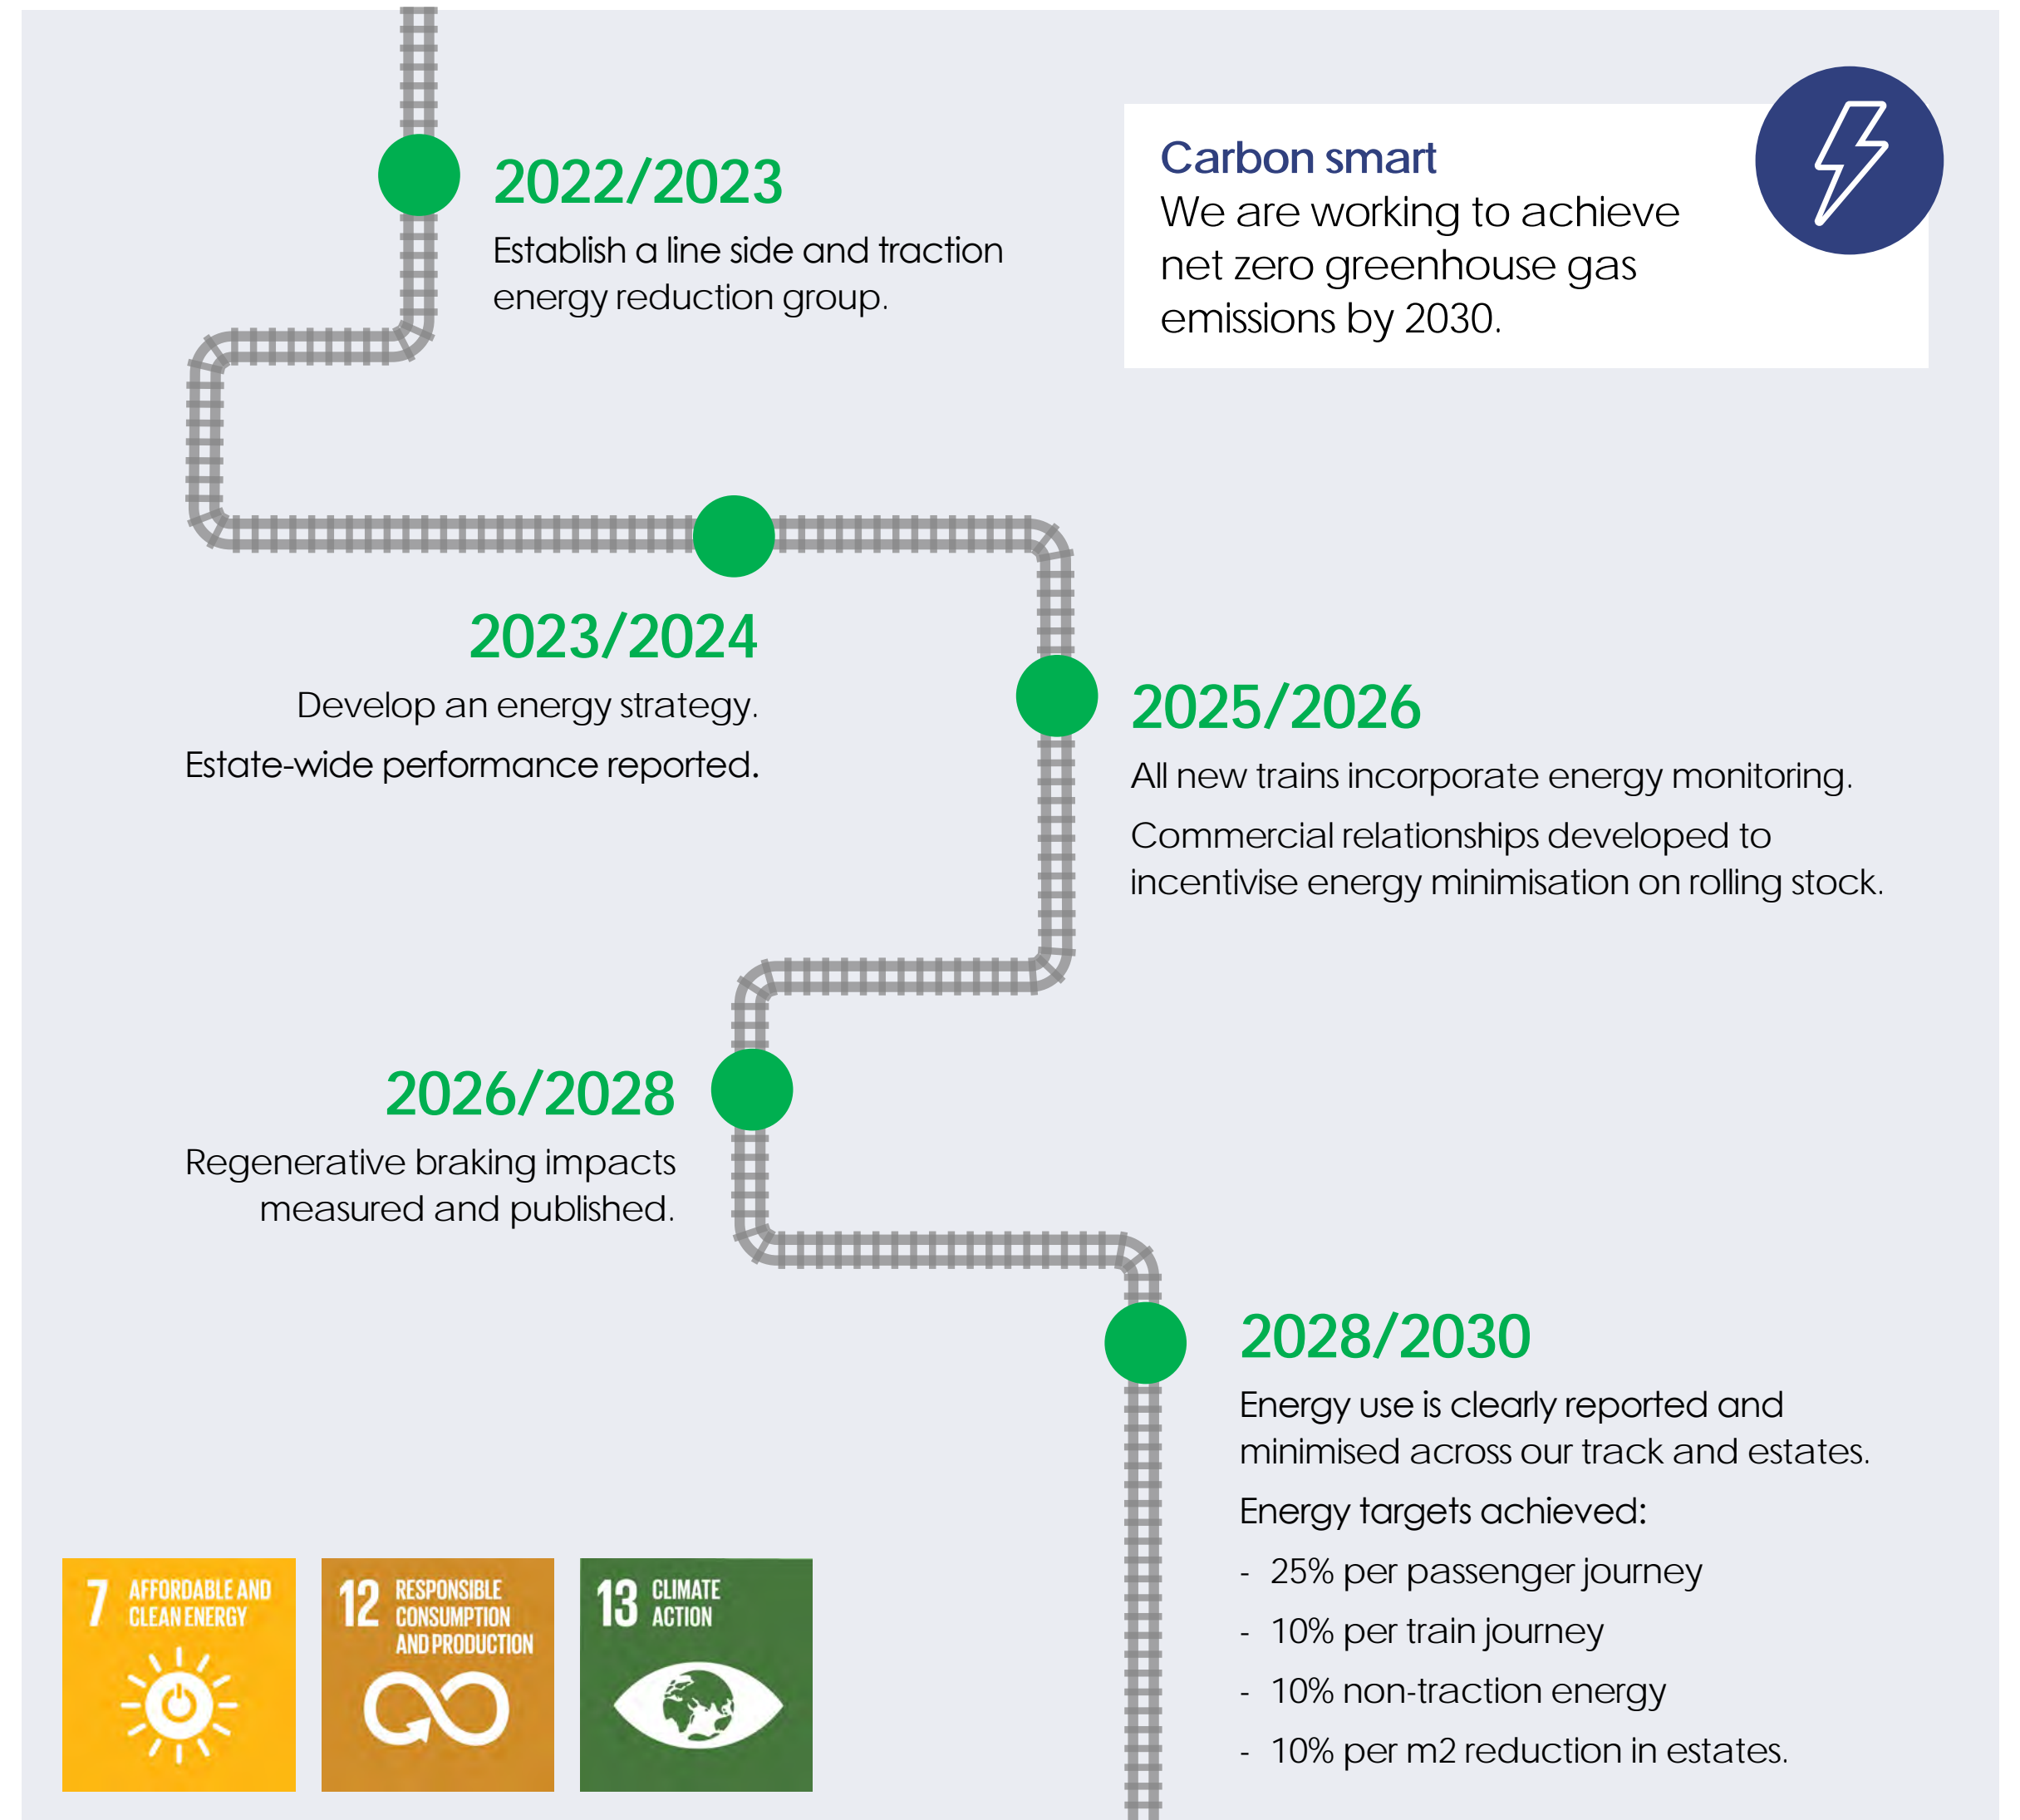 2022/2023
Establish a line side and traction
energy reduction group.
Carbon smart
We are working to achieve
net zero greenhouse gas
emissions by 2030.
2023/2024
Develop an energy strategy.
Estate-wide performance reported.
2025/2026
All new trains incorporate energy monitoring.
Commercial relationships developed to
incentivise energy minimisation on rolling stock.
2026/2028
Regenerative braking impacts
measured and published.
2028/2030
Energy use is clearly reported and
minimised across our track and estates.
Energy targets achieved:
- 25% per passenger journey
- 10% per train journey
- 10% non-traction energy
- 10% per m2 reduction in estates.
7 AFFORDABLE AND
CLEAN ENERGY
12 RESPONSIBLE
CONSUMPTION
AND PRODUCTION
13 CLIMATE
ACTION